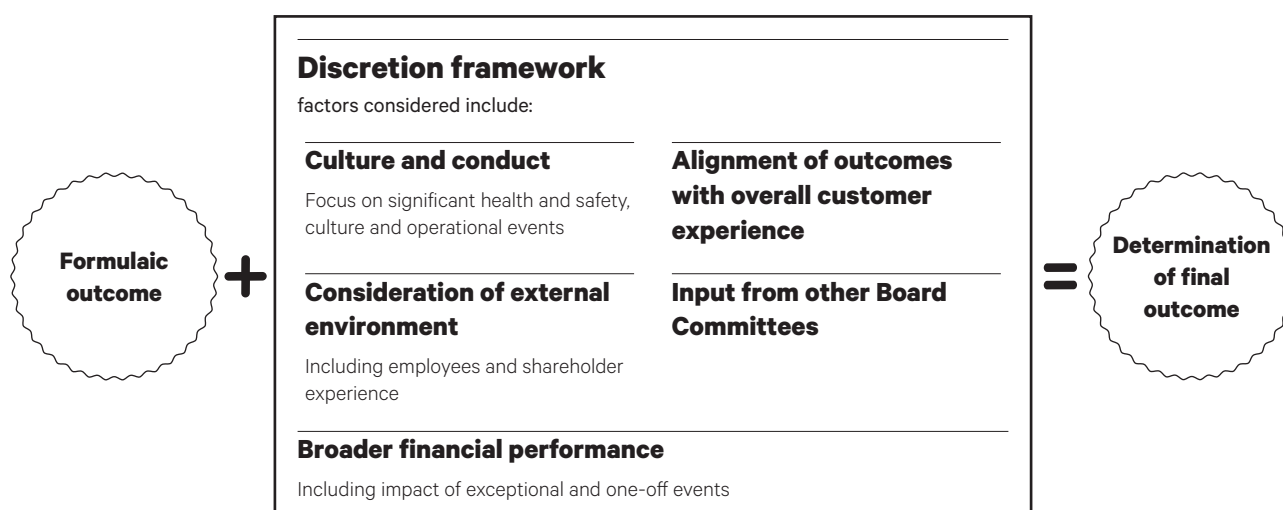 Formulaic
outcome
+
Discretion framework
factors considered include:
Culture and conduct
Focus on significant health and safety,
culture and operational events
Alignment of outcomes
with overall customer
experience
Consideration of external
environment
Including employees and shareholder
experience
Input from other Board
Committees
Broader financial performance
Including impact of exceptional and one-off events
=
Determination
of final
outcome